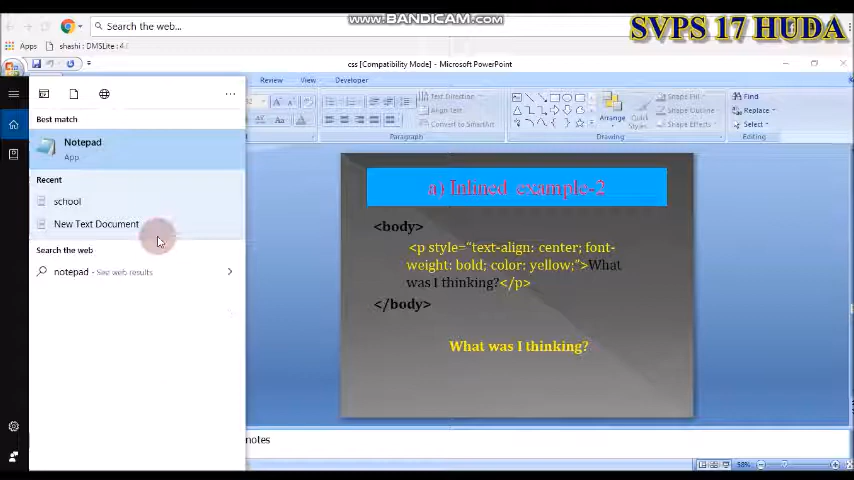 www.BANDICAM.com
SVPS 17 HUDA
Search the web...
Apps
shashi : DMSLite : 4.(
css [Compatibility Mode] - Microsoft PowerPoint
Review View Developer
Text Direction
Align Text
Convert to SmartArt
Paragraph
Arrange
Quick Styles
Shape Fill
Shape Outline
Shape Effects
Drawing
Find
Replace
Select
Editing
Best match
Notepad
App
Recent
school
New Text Document
Search the web
notepad - See web results
a) Inlined example-2
<body>
<p style="text-align: center; font-
weight: bold; color: yellow;">What
was I thinking?</p>
</body>
What was I thinking?
notes
58%